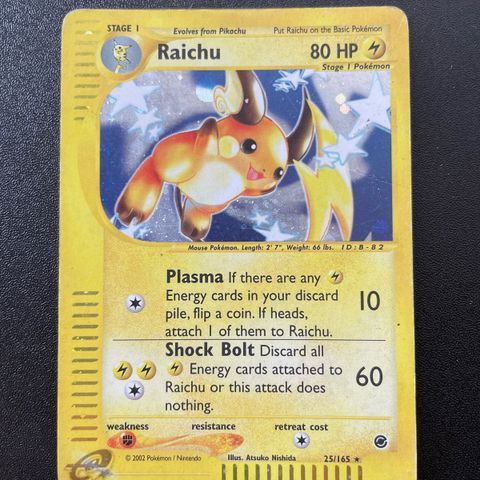 STAGE 1
Evolves from Pikachu
Put Raichu on the Basic Pokémon
Raichu
80 HP
Stage 1 Pokémon
Mouse Pokémon. Length: 2' 7", Weight: 66 lbs. ID:B-82
Plasma If there are any
Energy cards in your discard
pile, flip a coin. If heads,
attach 1 of them to Raichu.
10
Shock Bolt Discard all
Energy cards attached to
Raichu or this attack does
nothing.
60
weakness
resistance
retreat cost
© 2002 Pokémon / Nintendo
Illus. Atsuko Nishida
25/165 ★
e